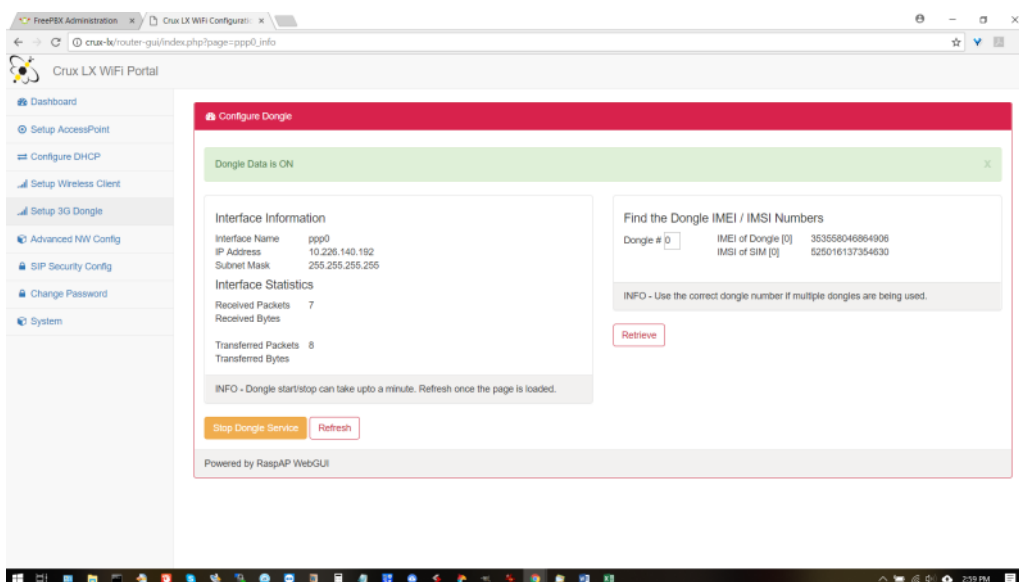 FreePBX Administration
Crux LX WiFi Configuratio
crux-lx/router-gui/index.php?page=ppp0_info
Crux LX WiFi Portal
Dashboard
Setup AccessPoint
Configure DHCP
Setup Wireless Client
Setup 3G Dongle
Advanced NW Config
SIP Security Config
Change Password
System
Configure Dongle
Dongle Data is ON
x
Interface Information
Interface Name ppp0
IP Address 10.226.140.192
Subnet Mask 255.255.255.255
Interface Statistics
Received Packets 7
Received Bytes
Transferred Packets 8
Transferred Bytes
INFO - Dongle start/stop can take upto a minute. Refresh once the page is loaded.
Stop Dongle Service
Refresh
Find the Dongle IMEI / IMSI Numbers
Dongle # 0 IMEI of Dongle [0] 353558046864906
IMSI of SIM [0] 525016137354630
INFO - Use the correct dongle number if multiple dongles are being used.
Retrieve
Powered by RaspAP WebGUI
2:59 PM